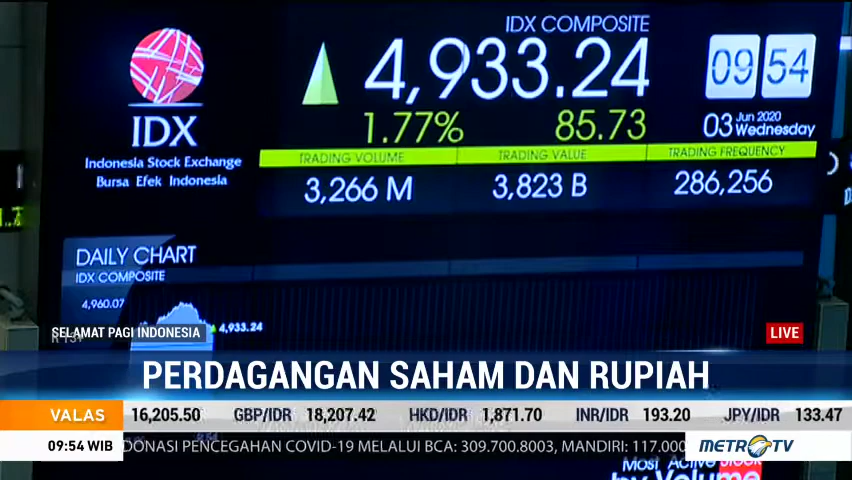 IDX COMPOSITE
4,933.24
09 54
IDX
1.77% 85.73
03 Jun 2020 Wednesday
Indonesia Stock Exchange
Bursa Efek Indonesia
TRADING VOLUME TRADING VALUE TRADING FREQUENCY
3,266 M 3,823 B 286,256
DAILY CHART
IDX COMPOSITE
4,960.07
4,933.24
SELAMAT PAGI INDONESIA
LIVE
PERDAGANGAN SAHAM DAN RUPIAH
VALAS 16,205.50 GBP/IDR 18,207.42 HKD/IDR 1,871.70 INR/IDR 193.20 JPY/IDR 133.47
09:54 WIB DONASI PENCEGAHAN COVID-19 MELALUI BCA: 309.700.8003, MANDIRI: 117.000 METRO TV
Most Active Stock
by Volume